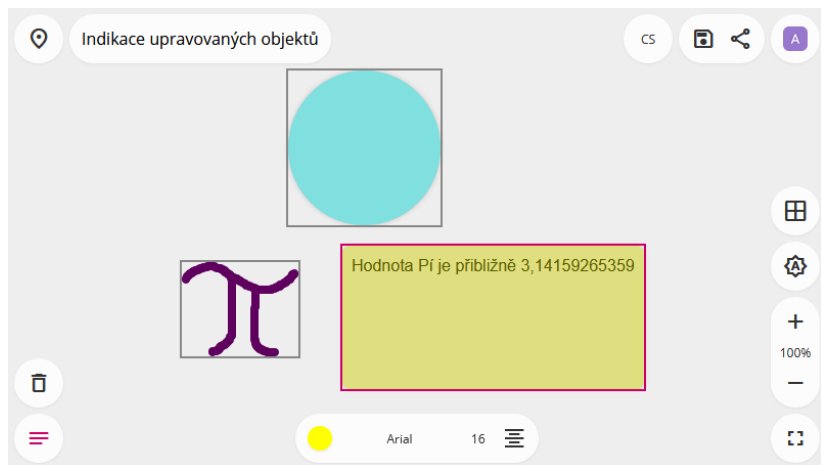 Indikace upravovaných objektů
CS
A
Hodnota Pí je přibližně 3,14159265359
A
100%
Arial
16
π